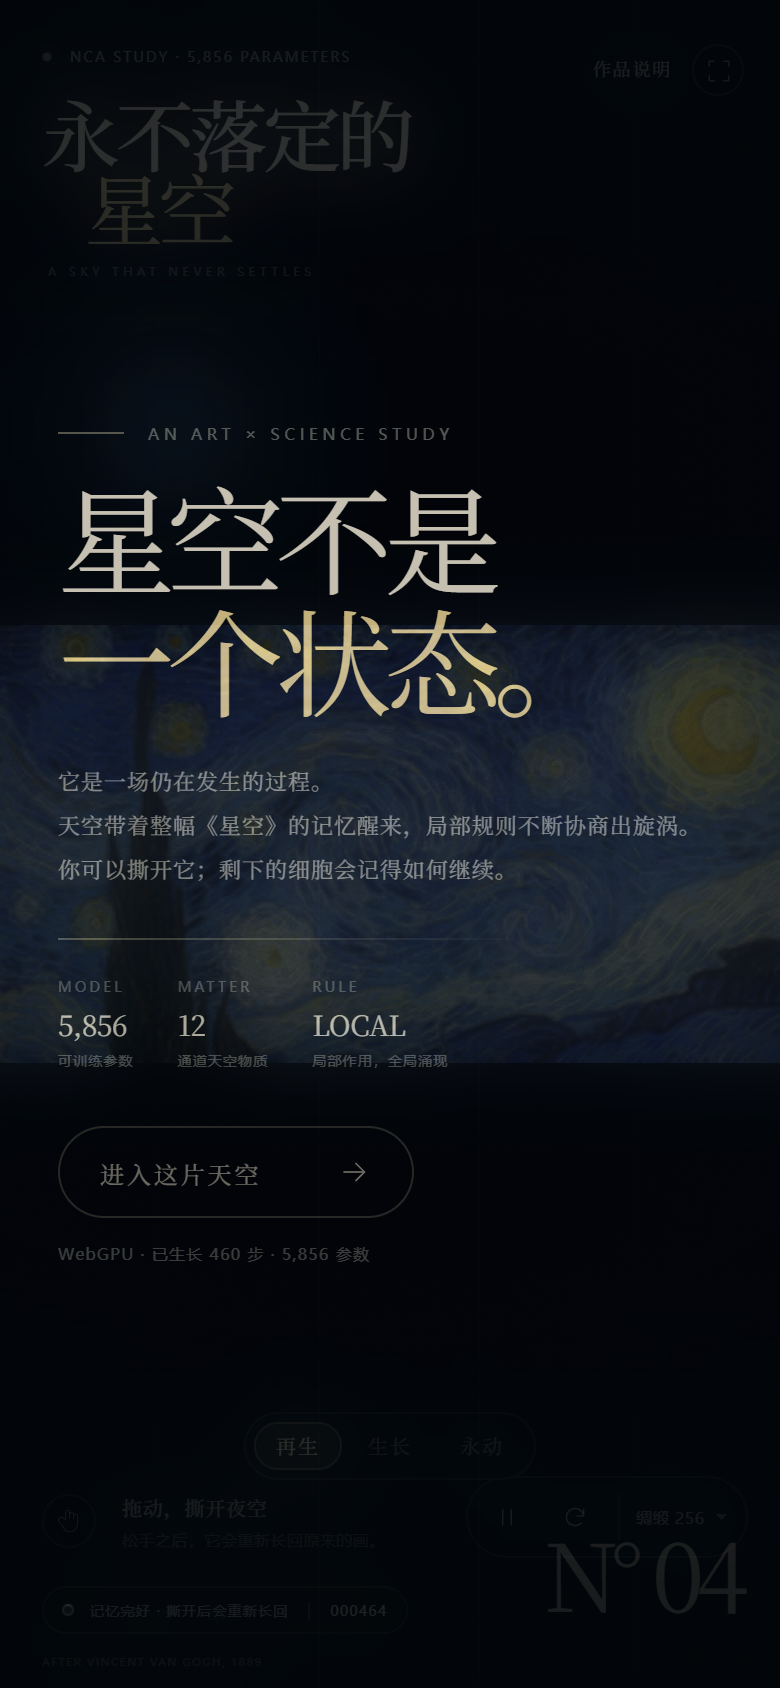 NCA STUDY · 5,856 PARAMETERS
作品说明
永不落定的
星空
A SKY THAT NEVER SETTLES
AN ART × SCIENCE STUDY
星空不是
一个状态。
它是一场仍在发生的过程。
天空带着整幅《星空》的记忆醒来，局部规则不断协商出旋涡。
你可以撕开它；剩下的细胞会记得如何继续。
MODEL MATTER RULE
5,856 12 LOCAL
可训练参数 通道天空物质 局部作用，全局涌现
进入这片天空 →
WebGPU · 已生长 460 步 · 5,856 参数
再生 生长 永动
拖动，撕开夜空
松手之后，它会重新长回原来的画。
绸缎 256
N° 04
记忆完好 · 撕开后会重新长回 | 000464
AFTER VINCENT VAN GOGH, 1889